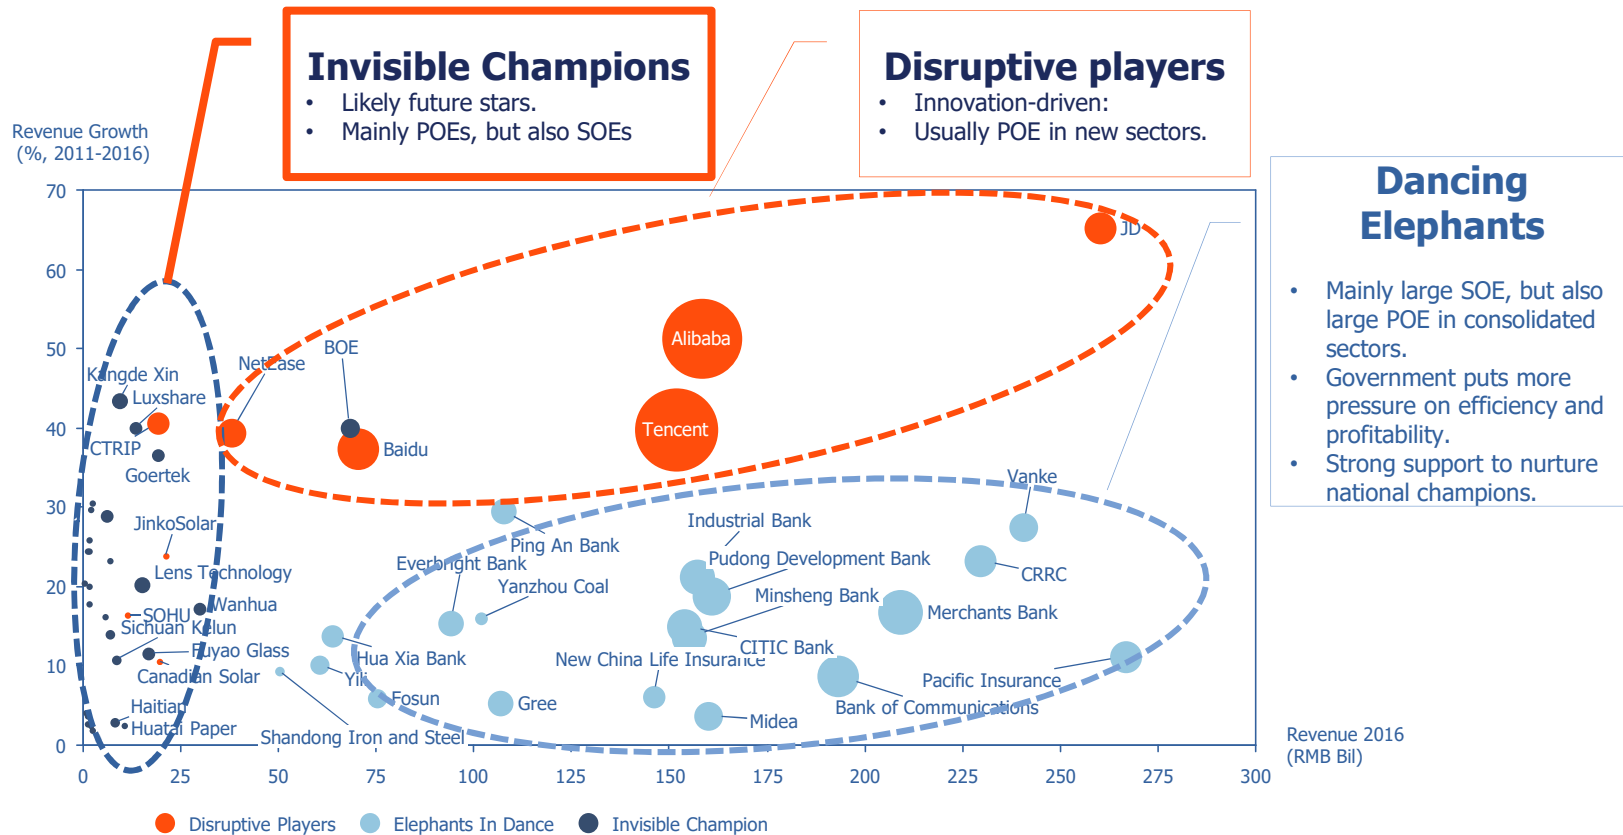 Invisible Champions
• Likely future stars.
• Mainly POEs, but also SOEs
Disruptive players
• Innovation-driven:
• Usually POE in new sectors.
Dancing
Elephants
• Mainly large SOE, but also
large POE in consolidated
sectors.
• Government puts more
pressure on efficiency and
profitability.
• Strong support to nurture
national champions.
Revenue Growth
(%, 2011-2016)
70
60
50
40
30
20
10
0
JD
Alibaba
BOE
NetEase
Kangde Xin
Luxshare
Tencent
CTRIP
Baidu
Goertek
Vanke
JinkoSolar
Industrial Bank
Ping An Bank
Everbright Bank
Pudong Development Bank
Lens Technology
CRRC
Yanzhou Coal
Minsheng Bank
SOHU
Wanhua
Merchants Bank
Sichuan Kelun
CITIC Bank
Fuyao Glass
Hua Xia Bank
New China Life Insurance
Canadian Solar
Yili
Pacific Insurance
Fosun
Gree
Haitian
Bank of Communications
Huatai Paper
Midea
Shandong Iron and Steel
0 25 50 75 100 125 150 175 200 225 250 275 300
Revenue 2016
(RMB Bil)
Disruptive Players
Elephants In Dance
Invisible Champion